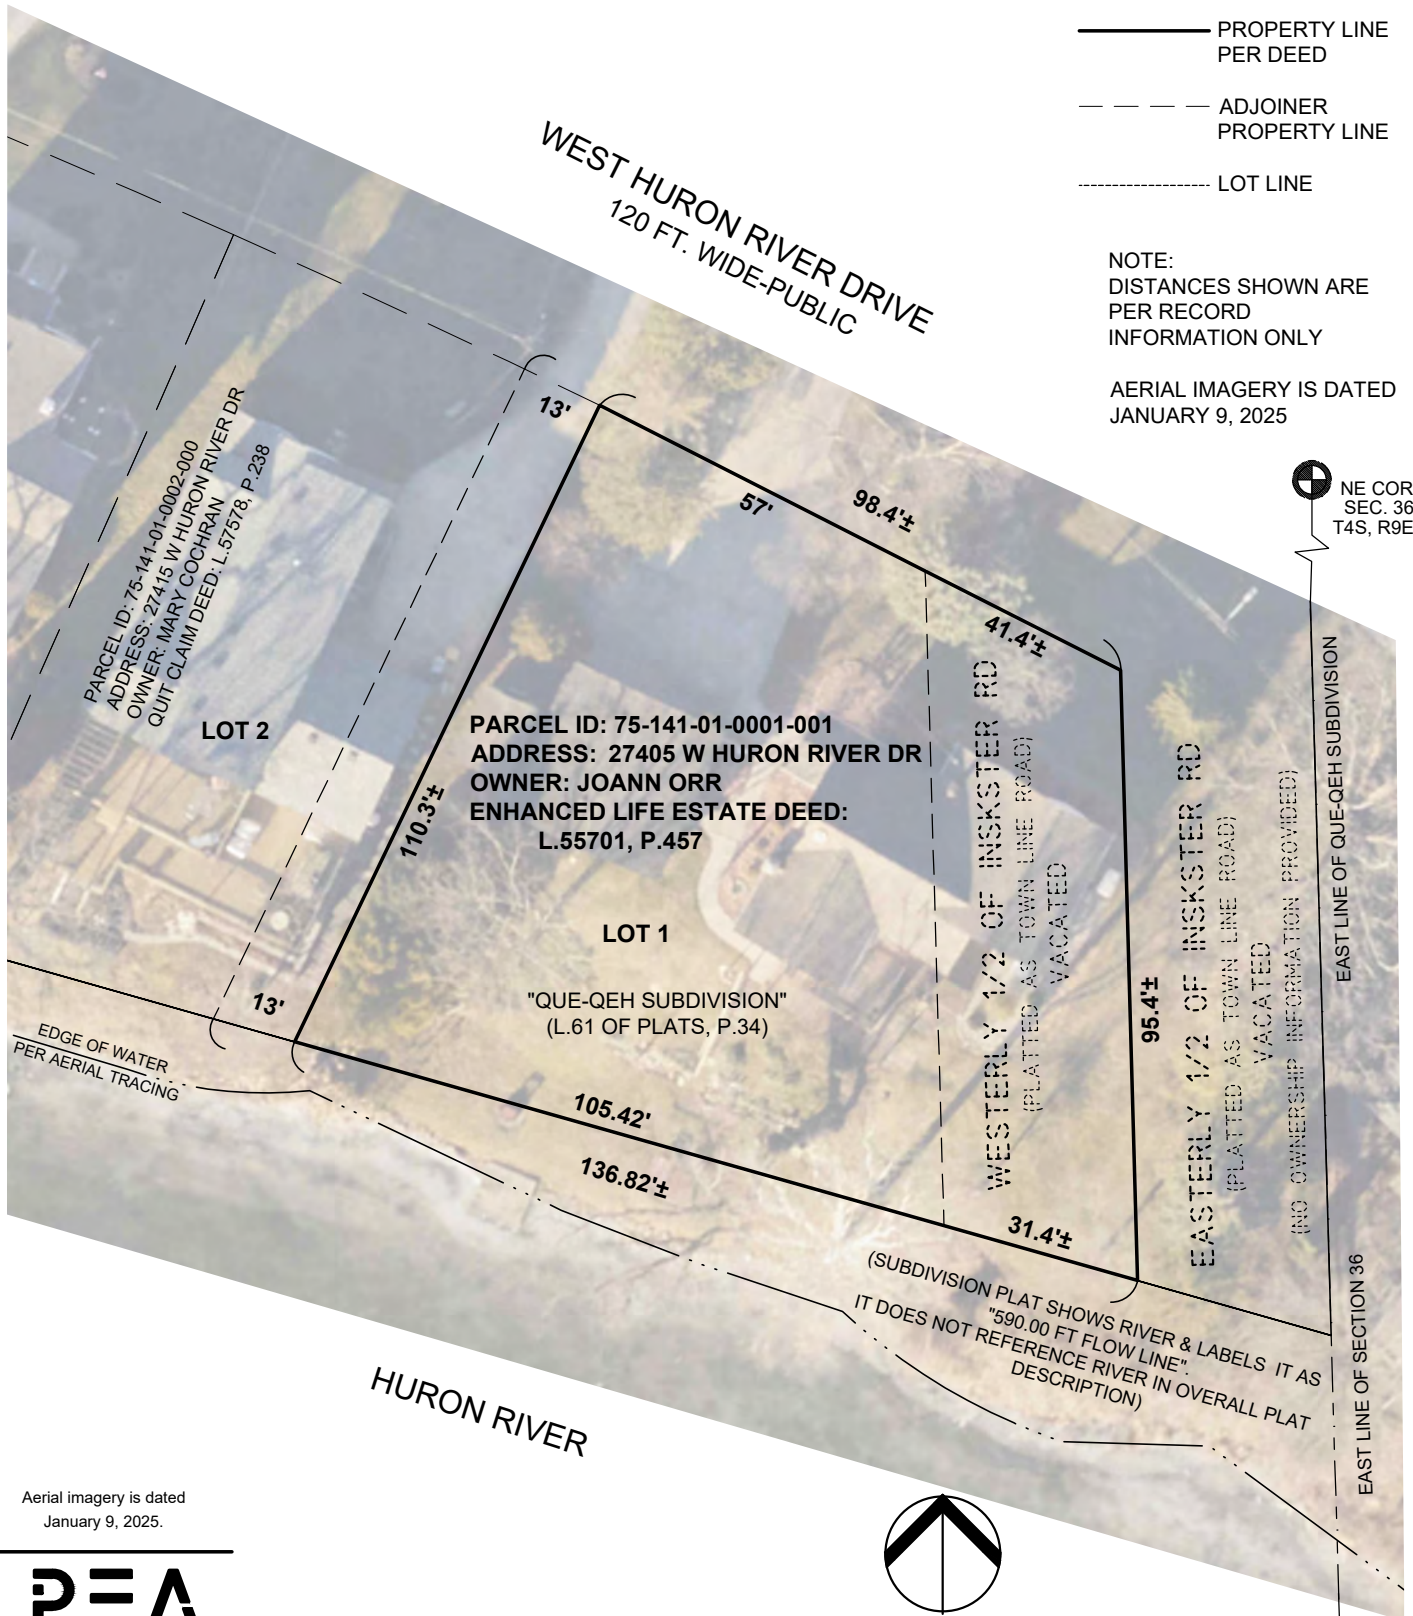 PROPERTY LINE
PER DEED
ADJOINER
PROPERTY LINE
LOT LINE
NOTE:
DISTANCES SHOWN ARE
PER RECORD
INFORMATION ONLY
AERIAL IMAGERY IS DATED
JANUARY 9, 2025
WEST HURON RIVER DRIVE
120 FT. WIDE-PUBLIC
NE COR
SEC. 36
T4S, R9E
13'
57'
98.4'±
41.4'±
PARCEL ID: 75-141-01-0002-000
ADDRESS: 27415 W HURON RIVER DR
OWNER: MARY COCHRAN
QUIT CLAIM DEED: L.57578, P.238
LOT 2
110.3'±
PARCEL ID: 75-141-01-0001-001
ADDRESS: 27405 W HURON RIVER DR
OWNER: JOANN ORR
ENHANCED LIFE ESTATE DEED:
L.55701, P.457
LOT 1
"QUE-QEH SUBDIVISION"
(L.61 OF PLATS, P.34)
WESTERLY 1/2 OF INSKSTER RD
(PLATTED AS TOWN LINE ROAD)
VACATED
95.4'±
EASTERLY 1/2 OF INSKSTER RD
(PLATTED AS TOWN LINE ROAD)
VACATED
(NO OWNERSHIP INFORMATION PROVIDED)
EAST LINE OF QUE-QEH SUBDIVISION
13'
EDGE OF WATER
PER AERIAL TRACING
105.42'
136.82'±
31.4'±
(SUBDIVISION PLAT SHOWS RIVER & LABELS IT AS
"590.00 FT FLOW LINE".
IT DOES NOT REFERENCE RIVER IN OVERALL PLAT
DESCRIPTION)
EAST LINE OF SECTION 36
HURON RIVER
Aerial imagery is dated
January 9, 2025.
PEA